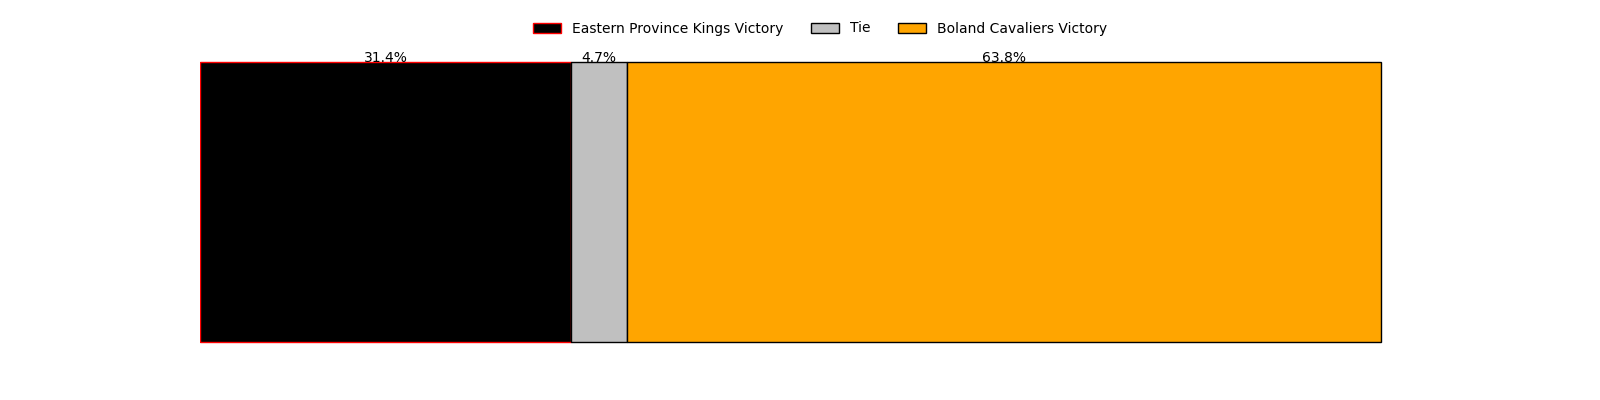 Eastern Province Kings Victory Tie Boland Cavaliers Victory
31.4% 4.7% 63.8%